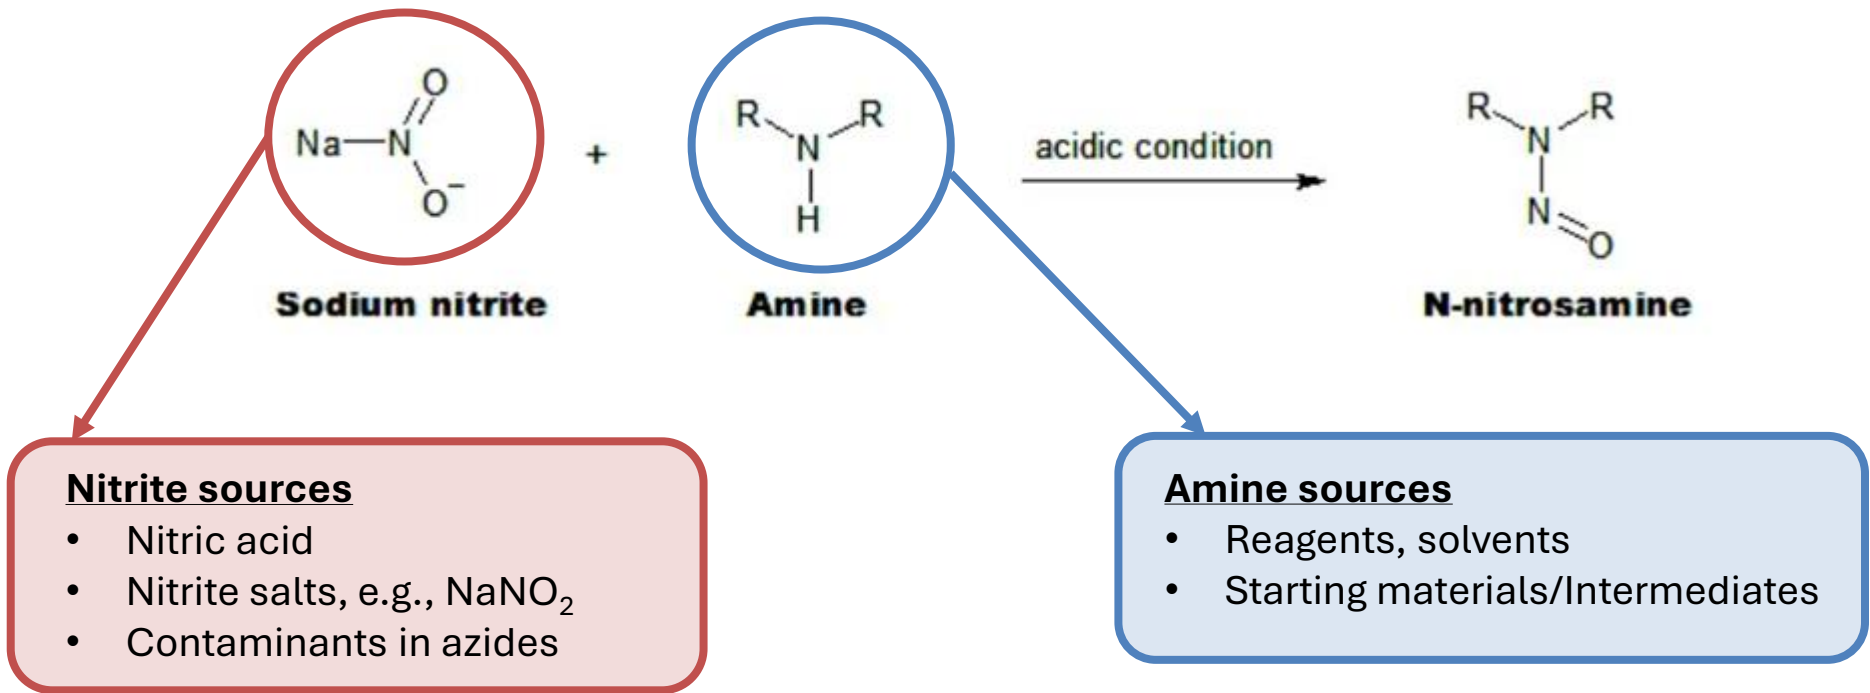 O
Na—N
O⁻
+
R R
N
H
acidic condition
R R
N
N
O
Sodium nitrite
Amine
N-nitrosamine
Nitrite sources
• Nitric acid
• Nitrite salts, e.g., NaNO₂
• Contaminants in azides
Amine sources
• Reagents, solvents
• Starting materials/Intermediates